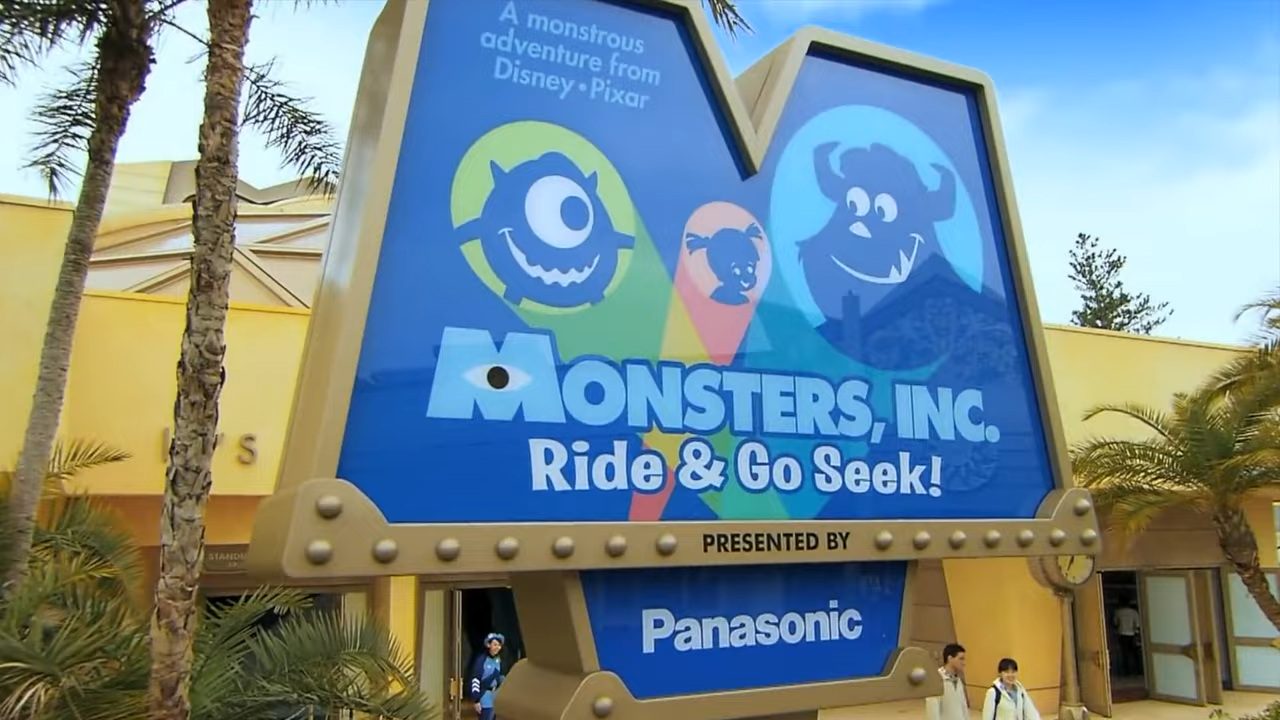 A monstrous
adventure from
Disney•Pixar
MONSTERS, INC.
Ride & Go Seek!
PRESENTED BY
Panasonic